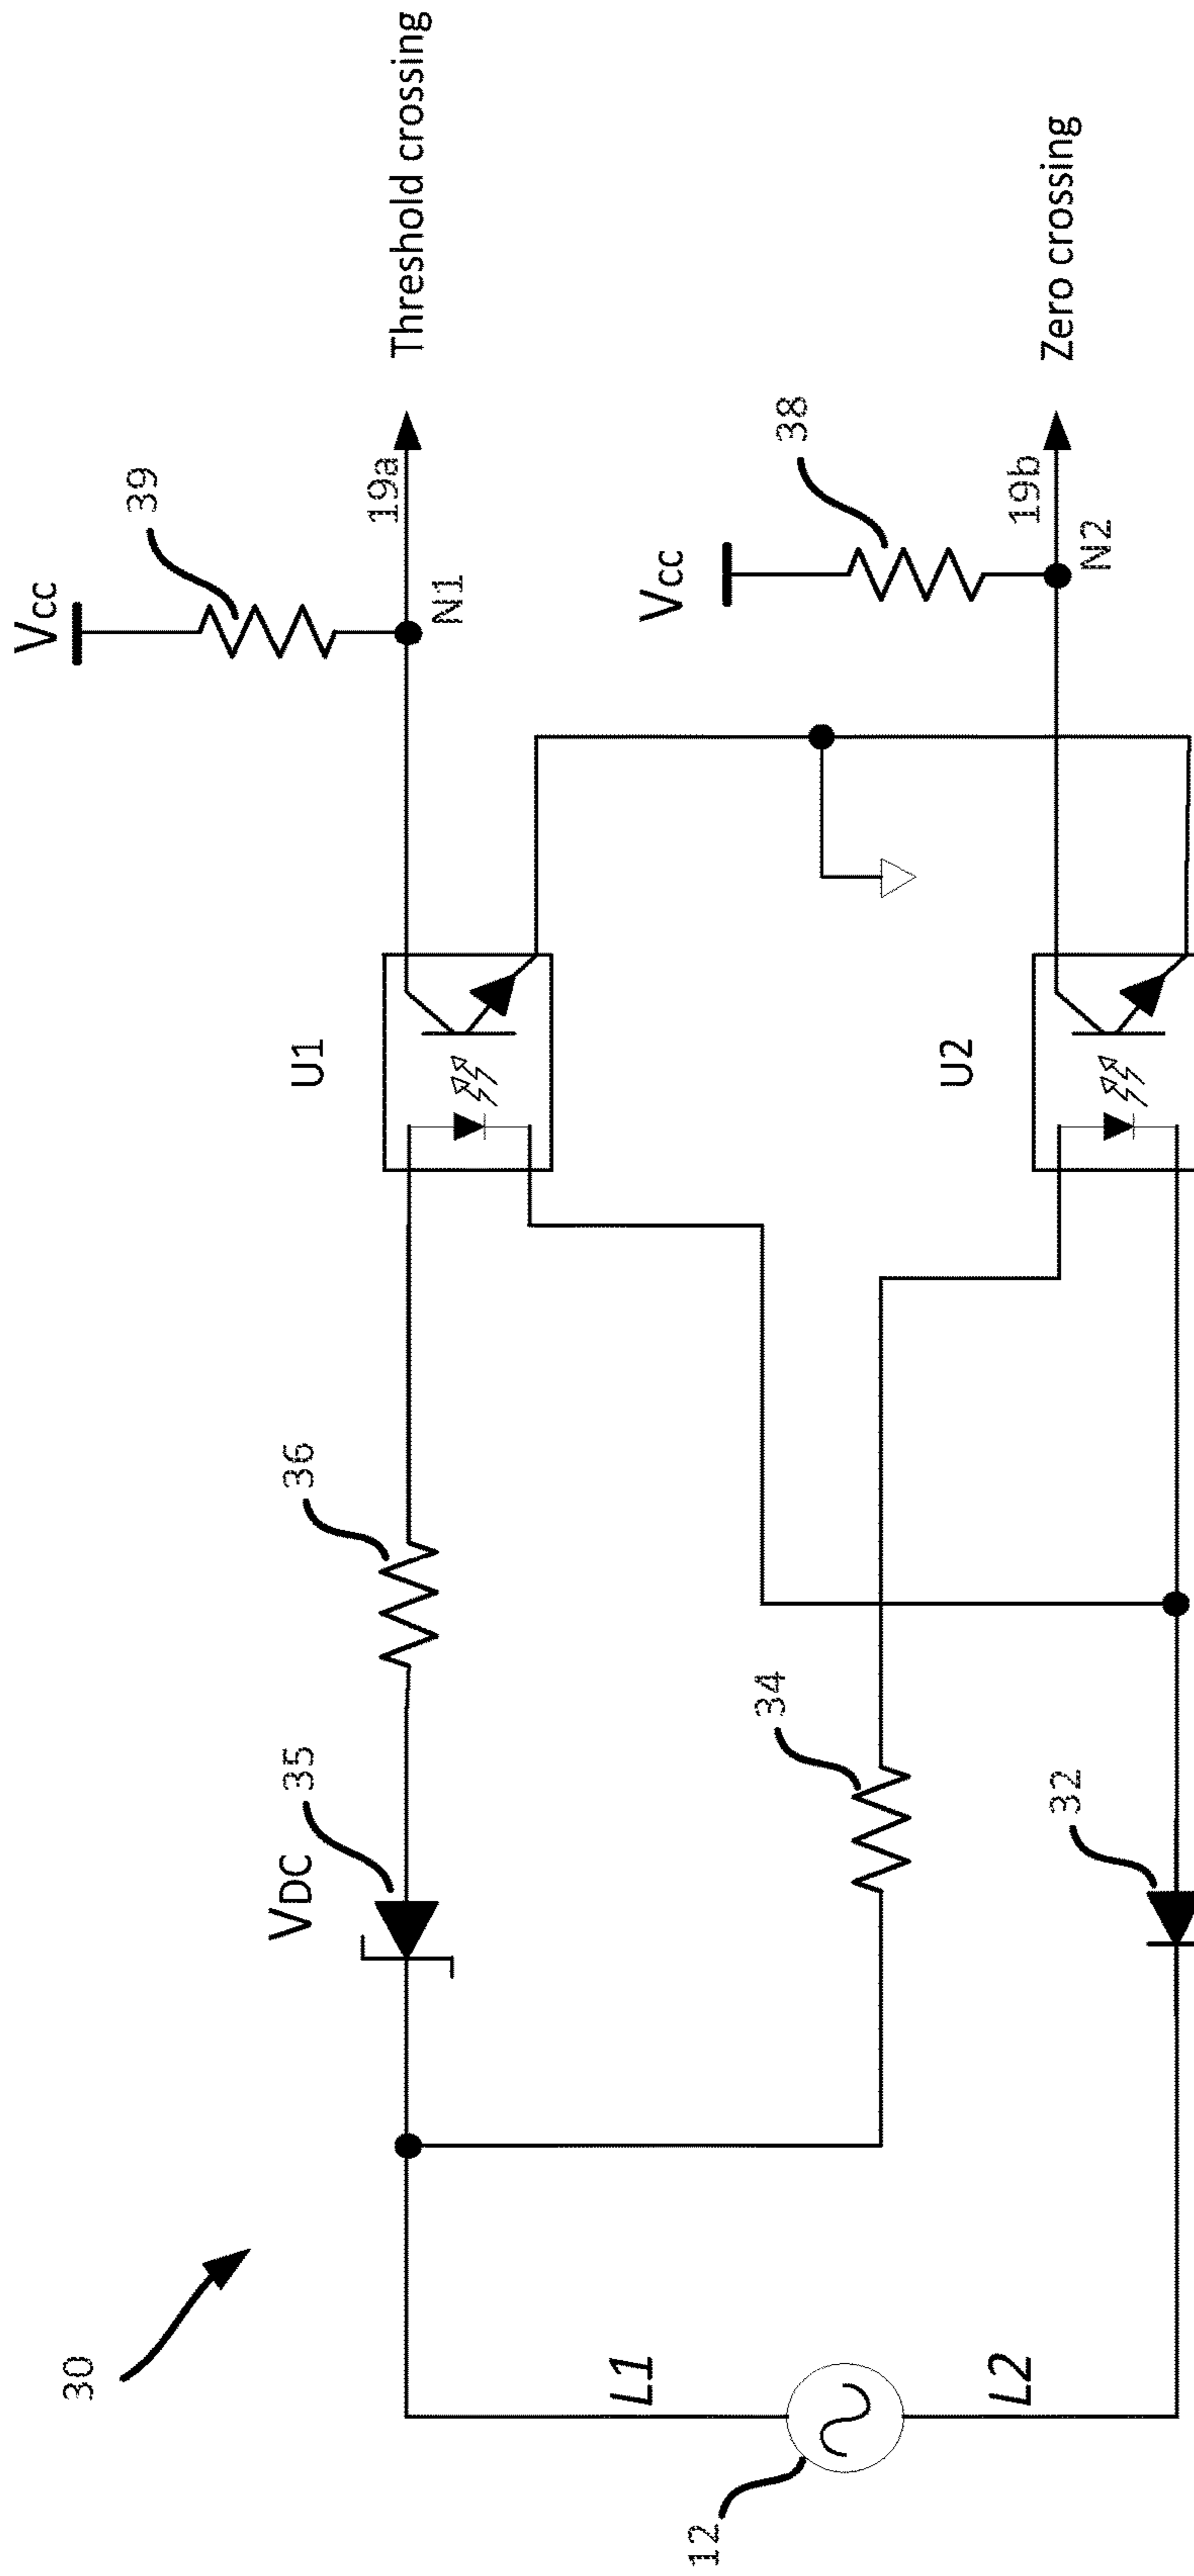 30
12
L1
L2
VDC
35
36
34
32
U1
U2
VCC
39
N1
19a
Threshold crossing
VCC
38
N2
19b
Zero crossing